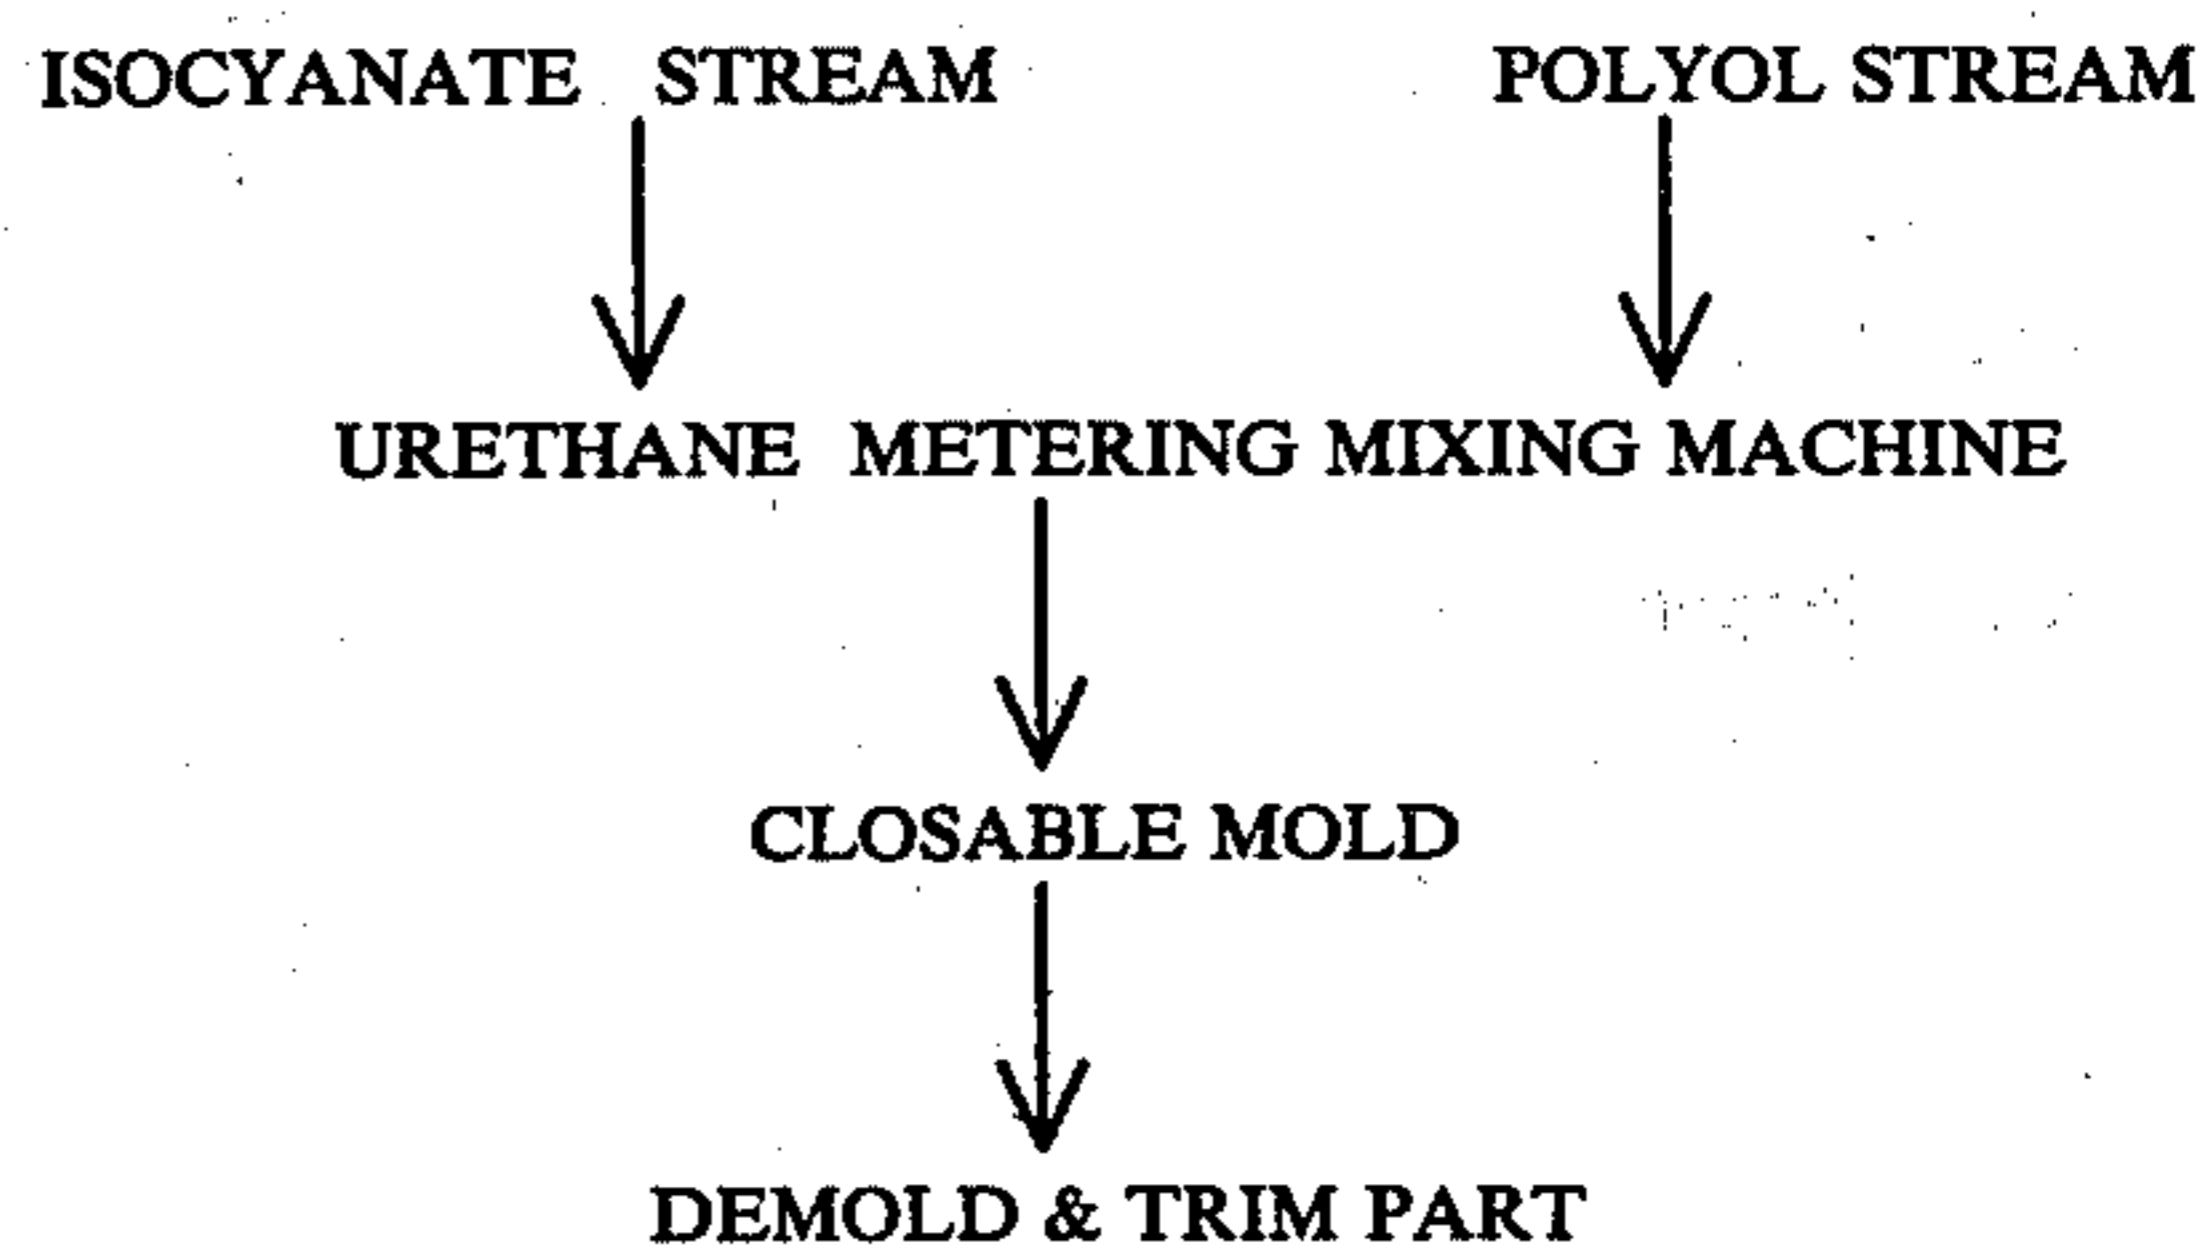 ISOCYANATE STREAM
POLYOL STREAM
URETHANE METERING MIXING MACHINE
CLOSABLE MOLD
DEMOLD & TRIM PART